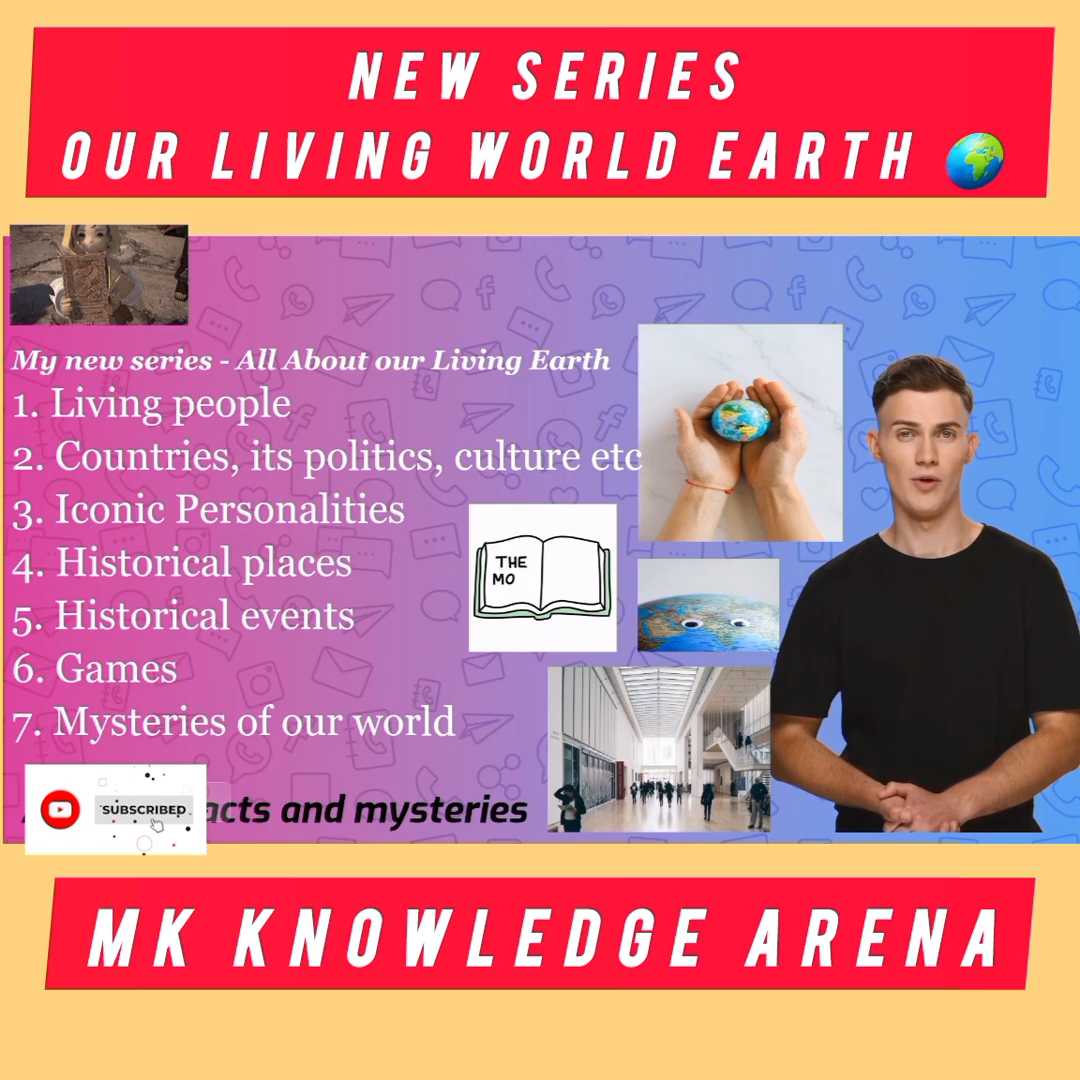 NEW SERIES
OUR LIVING WORLD EARTH 🌍
My new series - All About our Living Earth
1. Living people
2. Countries, its politics, culture etc
3. Iconic Personalities
4. Historical places
5. Historical events
6. Games
7. Mysteries of our world
THE
MO
SUBSCRIBED
acts and mysteries
MK KNOWLEDGE ARENA